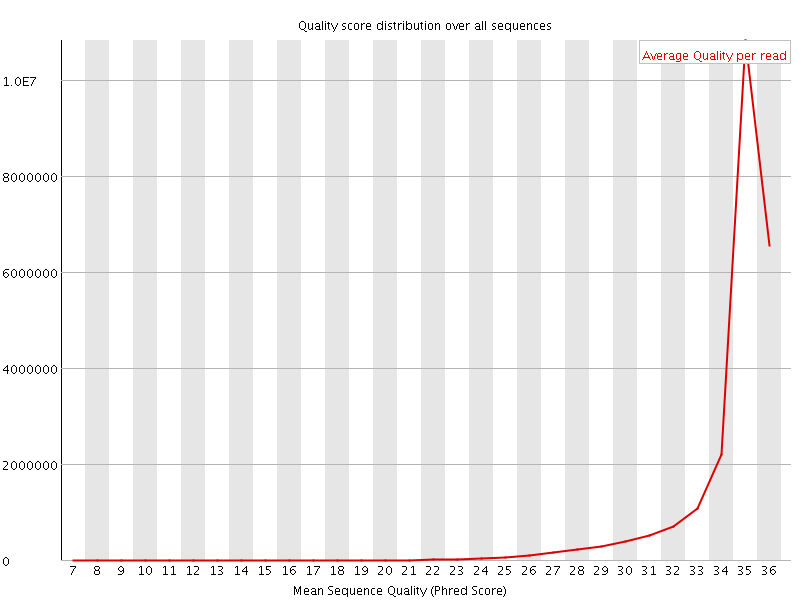 Quality score distribution over all sequences
Average Quality per read
1.0E7
8000000
6000000
4000000
2000000
0
7 8 9 10 11 12 13 14 15 16 17 18 19 20 21 22 23 24 25 26 27 28 29 30 31 32 33 34 35 36
Mean Sequence Quality (Phred Score)